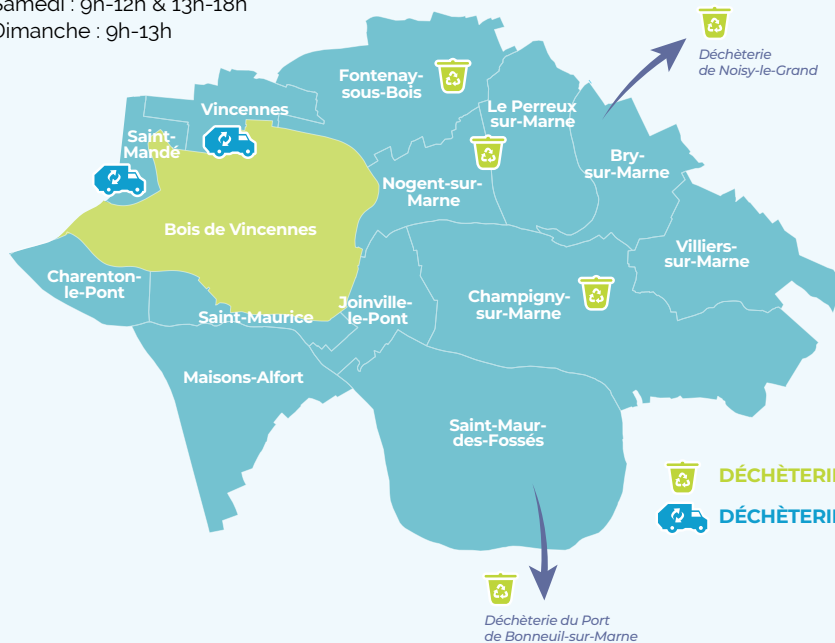 Samedi : 9h-12h & 13h-18h
Dimanche : 9h-13h
Déchèterie
de Noisy-le-Grand
Fontenay-
sous-Bois
Vincennes
Le Perreux
sur-Marne
Saint-
Mandé
Bry-
sur-Marne
Nogent-sur-
Marne
Bois de Vincennes
Villiers-
sur-Marne
Charenton-
le-Pont
Joinville-
le-Pont
Champigny-
sur-Marne
Saint-Maurice
Maisons-Alfort
Saint-Maur-
des-Fossés
DÉCHÈTERIE
DÉCHÈTERIE
Déchèterie du Port
de Bonneuil-sur-Marne